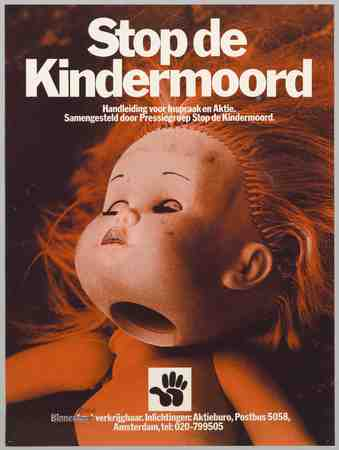 Stop de
Kindermoord
Handleiding voor Inspraak en Aktie.
Samengesteld door Pressiegroep Stop de Kindermoord.
verkrijgbaar. Inlichtingen: Aktieburo, Postbus 5058,
Amsterdam, tel: 020-799505